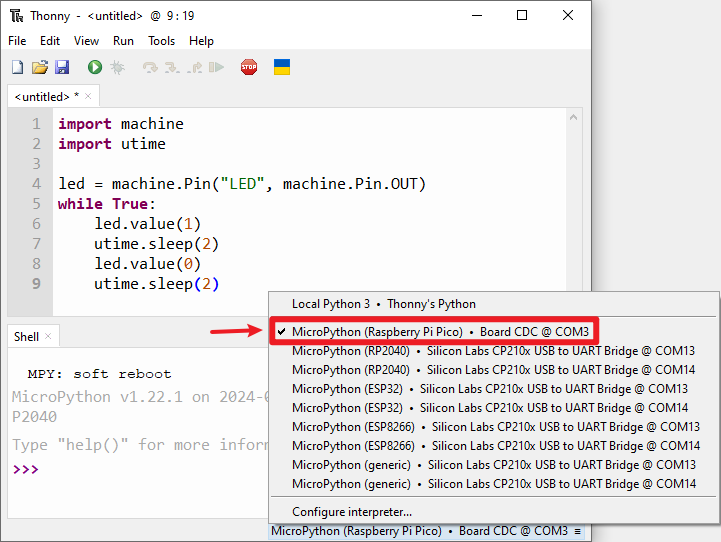 Thonny - <untitled> @ 9:19
File Edit View Run Tools Help
STOP
<untitled> * ×
1 import machine
2 import utime
3
4 led = machine.Pin("LED", machine.Pin.OUT)
5 while True:
6     led.value(1)
7     utime.sleep(2)
8     led.value(0)
9     utime.sleep(2)
Shell ×
MPY: soft reboot
MicroPython v1.22.1 on 2024-0
P2040
Type "help()" for more inform
>>>
Local Python 3 • Thonny's Python
✓ MicroPython (Raspberry Pi Pico) • Board CDC @ COM3
MicroPython (RP2040) • Silicon Labs CP210x USB to UART Bridge @ COM13
MicroPython (RP2040) • Silicon Labs CP210x USB to UART Bridge @ COM14
MicroPython (ESP32) • Silicon Labs CP210x USB to UART Bridge @ COM13
MicroPython (ESP32) • Silicon Labs CP210x USB to UART Bridge @ COM14
MicroPython (ESP8266) • Silicon Labs CP210x USB to UART Bridge @ COM13
MicroPython (ESP8266) • Silicon Labs CP210x USB to UART Bridge @ COM14
MicroPython (generic) • Silicon Labs CP210x USB to UART Bridge @ COM13
MicroPython (generic) • Silicon Labs CP210x USB to UART Bridge @ COM14
Configure interpreter...
MicroPython (Raspberry Pi Pico) • Board CDC @ COM3 ≡